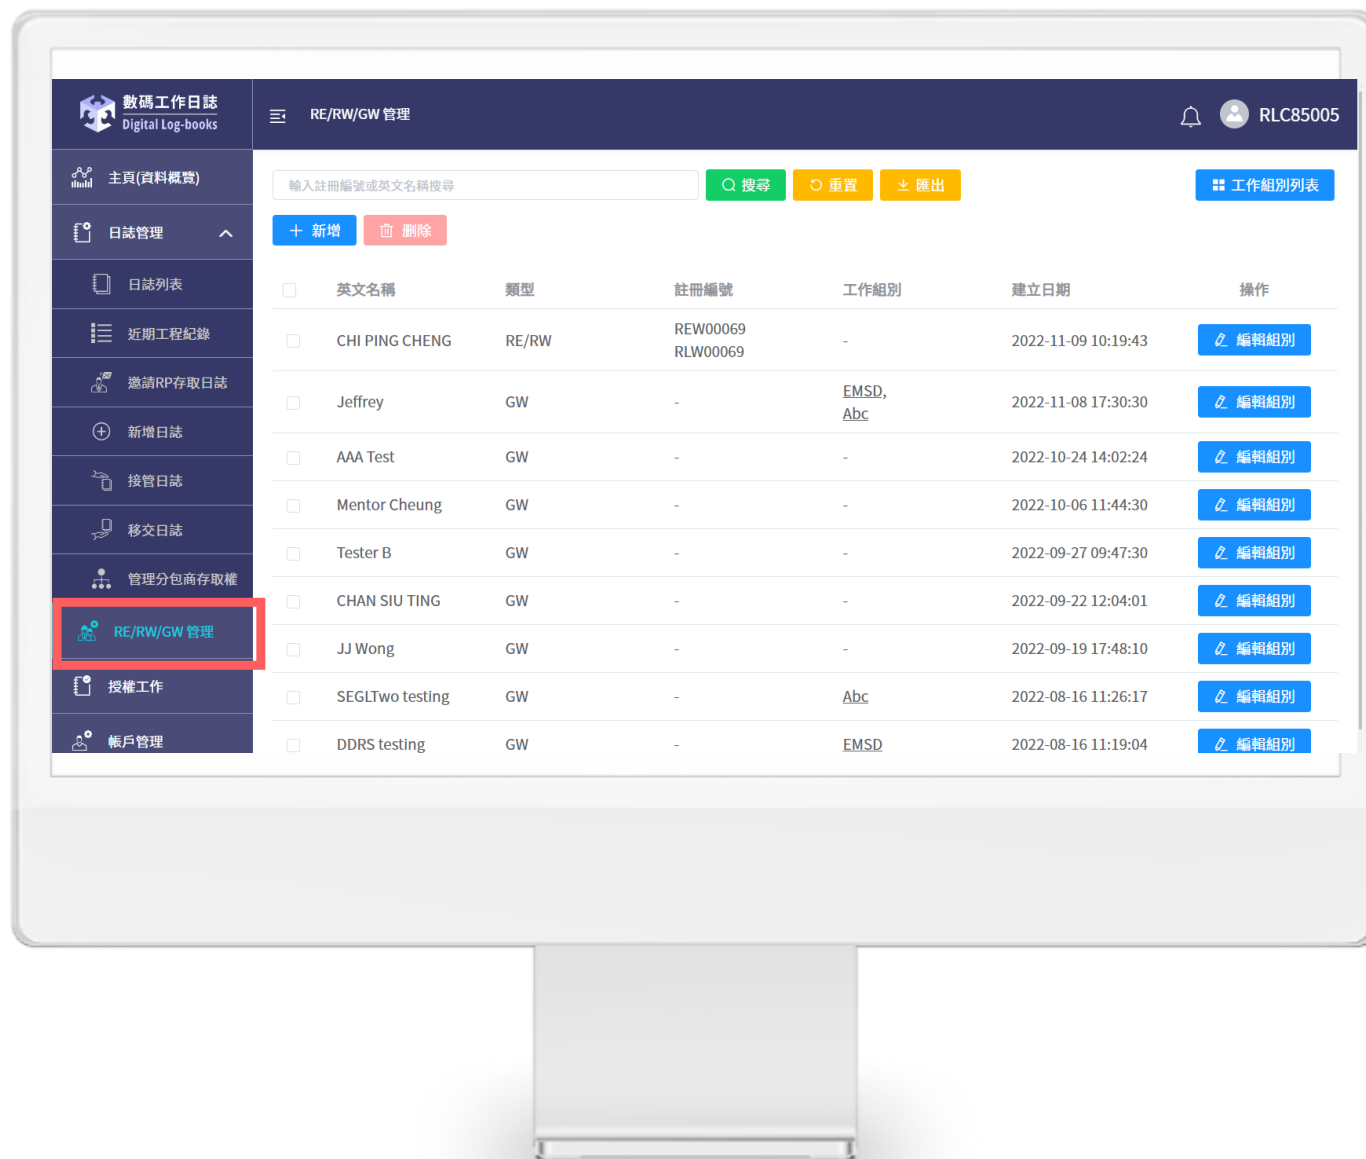 數碼工作日誌
Digital Log-books
RE/RW/GW 管理
RLC85005
主頁(資料概覽)
日誌管理
日誌列表
近期工程紀錄
邀請RP存取日誌
新增日誌
接管日誌
移交日誌
管理分包商存取權
RE/RW/GW 管理
授權工作
帳戶管理
輸入註冊編號或英文名稱搜尋
搜尋
重置
匯出
工作組別列表
新增
刪除
英文名稱 類型 註冊編號 工作組別 建立日期 操作
CHI PING CHENG RE/RW REW00069 - 2022-11-09 10:19:43 編輯組別
RLW00069
Jeffrey GW - EMSD, 2022-11-08 17:30:30 編輯組別
Abc
AAA Test GW - - 2022-10-24 14:02:24 編輯組別
Mentor Cheung GW - - 2022-10-06 11:44:30 編輯組別
Tester B GW - - 2022-09-27 09:47:30 編輯組別
CHAN SIU TING GW - - 2022-09-22 12:04:01 編輯組別
JJ Wong GW - - 2022-09-19 17:48:10 編輯組別
SEGLTwo testing GW - Abc 2022-08-16 11:26:17 編輯組別
DDRS testing GW - EMSD 2022-08-16 11:19:04 編輯組別